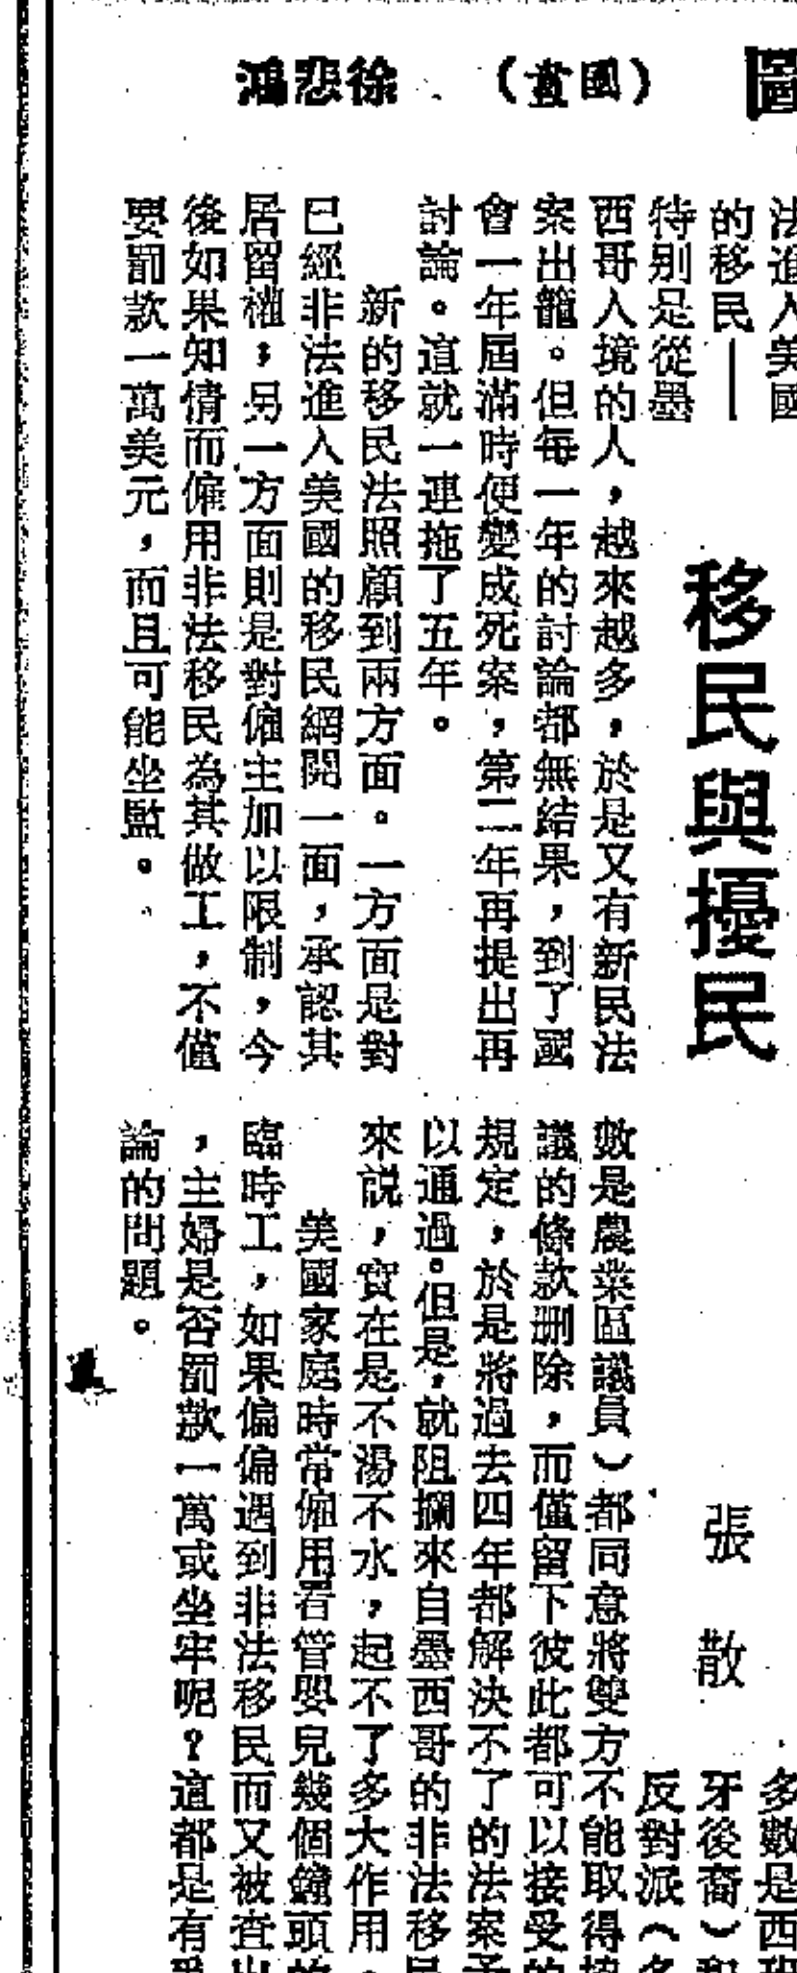 圖
（國畫）徐悲鴻
移民與擾民
張散
法進入美國
的移民——
特别是從墨
西哥入境的人，越來越多，於是又有新民法
案出籠。但每一年的討論都無結果，到了國
會一年屆滿時便變成死案，第二年再提出再
討論。這就一連拖了五年。
新的移民法照顧到兩方面。一方面是對
已經非法進入美國的移民網開一面，承認其
居留權，另一方面則是對僱主加以限制，今
後如果知情而僱用非法移民為其做工，不僅
要罰款一萬美元，而且可能坐監。
多數是西班
牙後裔）和
反對派（多
數是農業區議員）都同意將雙方不能取得協
議的條款刪除，而僅留下彼此都可以接受的
規定，於是將過去四年都解決不了的法案予
以通過。但是，就阻攔來自墨西哥的非法移民
來說，實在是不湯不水，起不了多大作用。
美國家庭時常僱用看管嬰兒幾個鐘頭的
臨時工，如果偏偏遇到非法移民而又被查出
，主婦是否罰款一萬或坐牢呢？這都是有爭
論的問題。